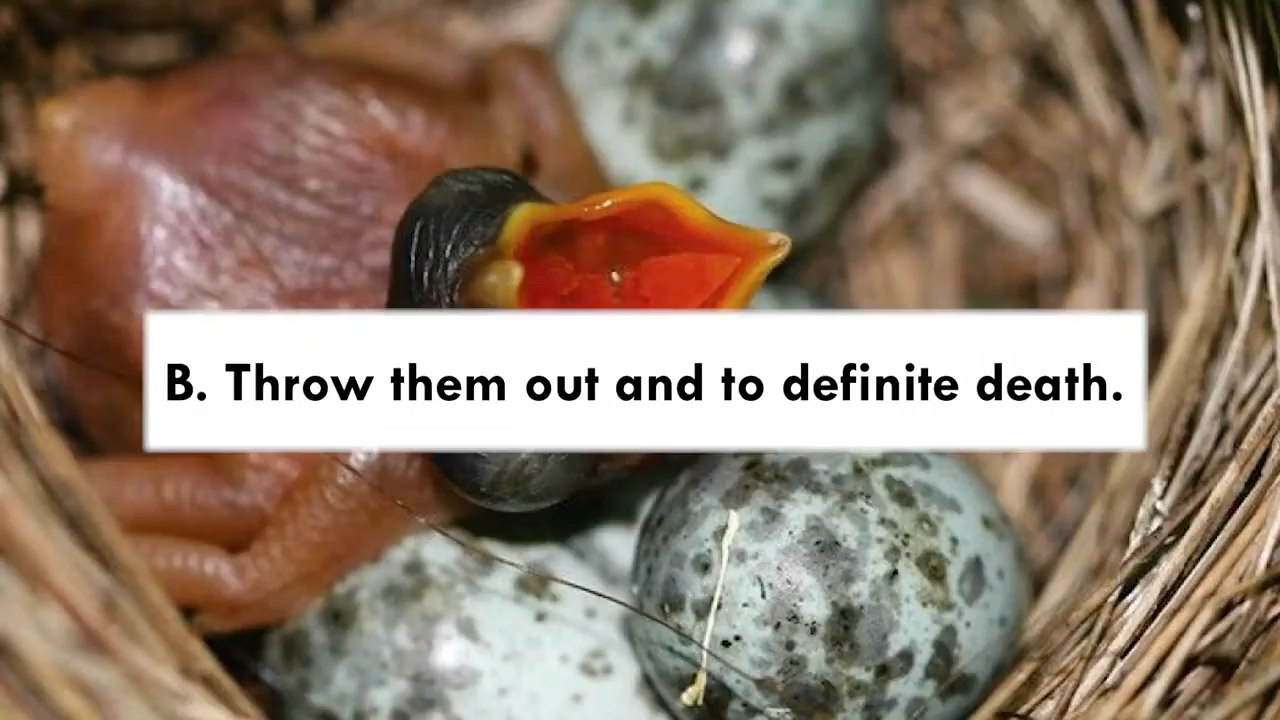 B. Throw them out and to definite death.